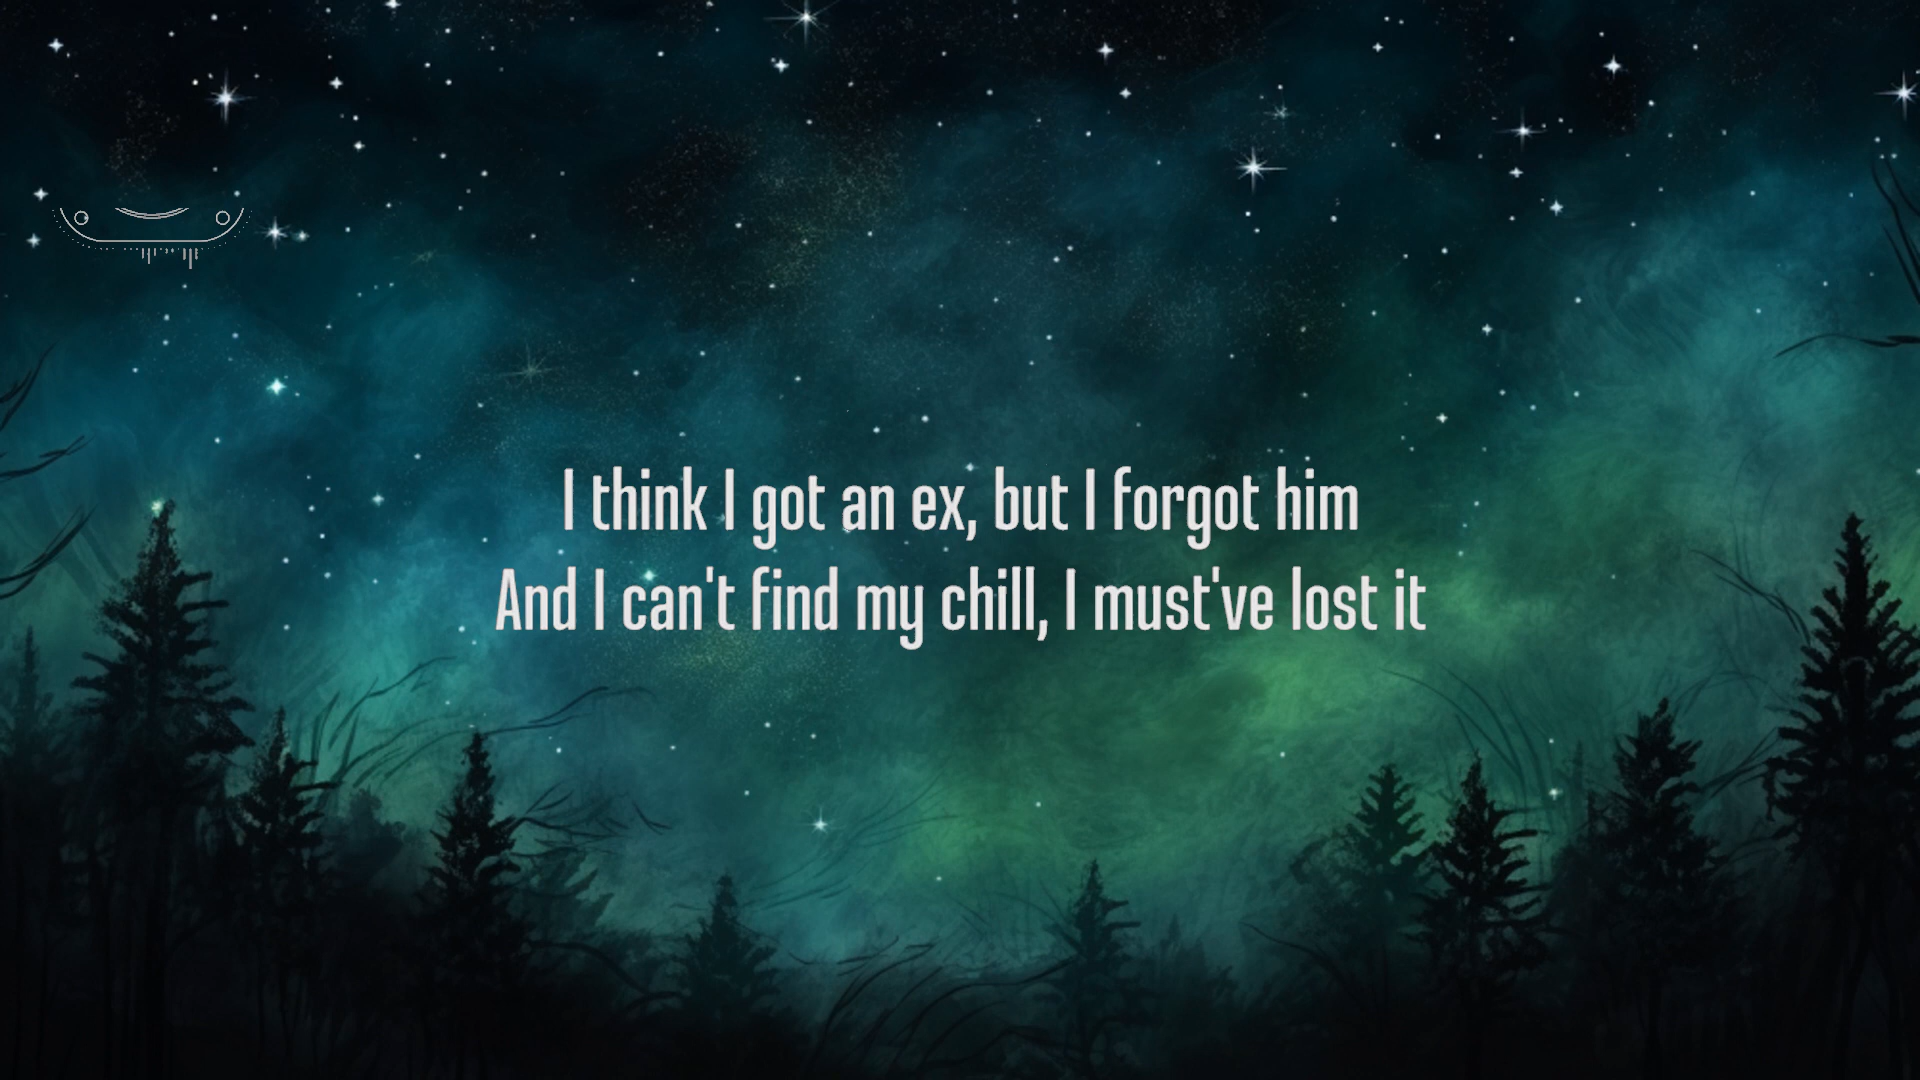 I think I got an ex, but I forgot him
And I can't find my chill, I must've lost it